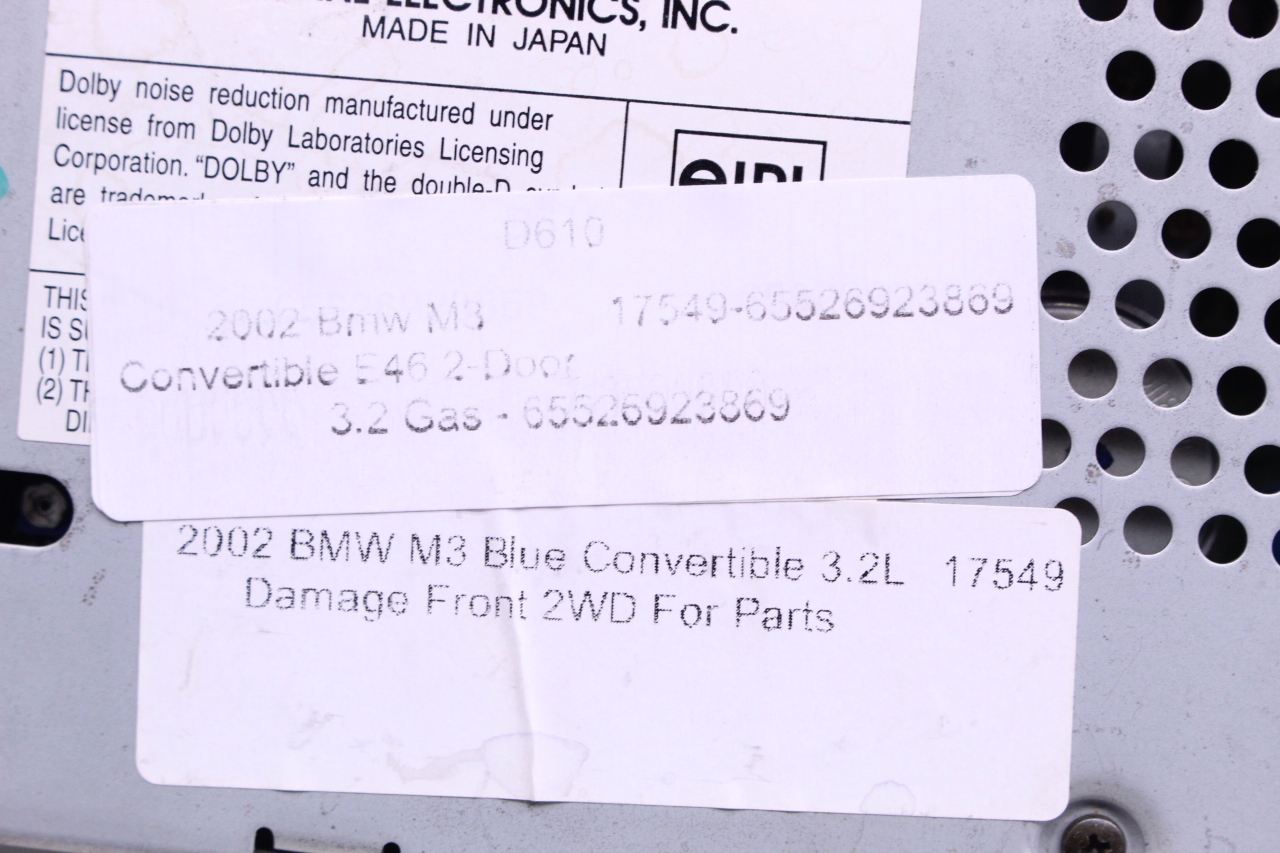 ELECTRONICS, INC.
MADE IN JAPAN
Dolby noise reduction manufactured under
license from Dolby Laboratories Licensing
Corporation. “DOLBY” and the double-D
are
D610
2002 Bmw M3 17549-65526923869
Convertible E46 2-Door
3.2 Gas - 65526923869
THIS
IS
(1)
(2)
2002 BMW M3 Blue Convertible 3.2L 17549
Damage Front 2WD For Parts